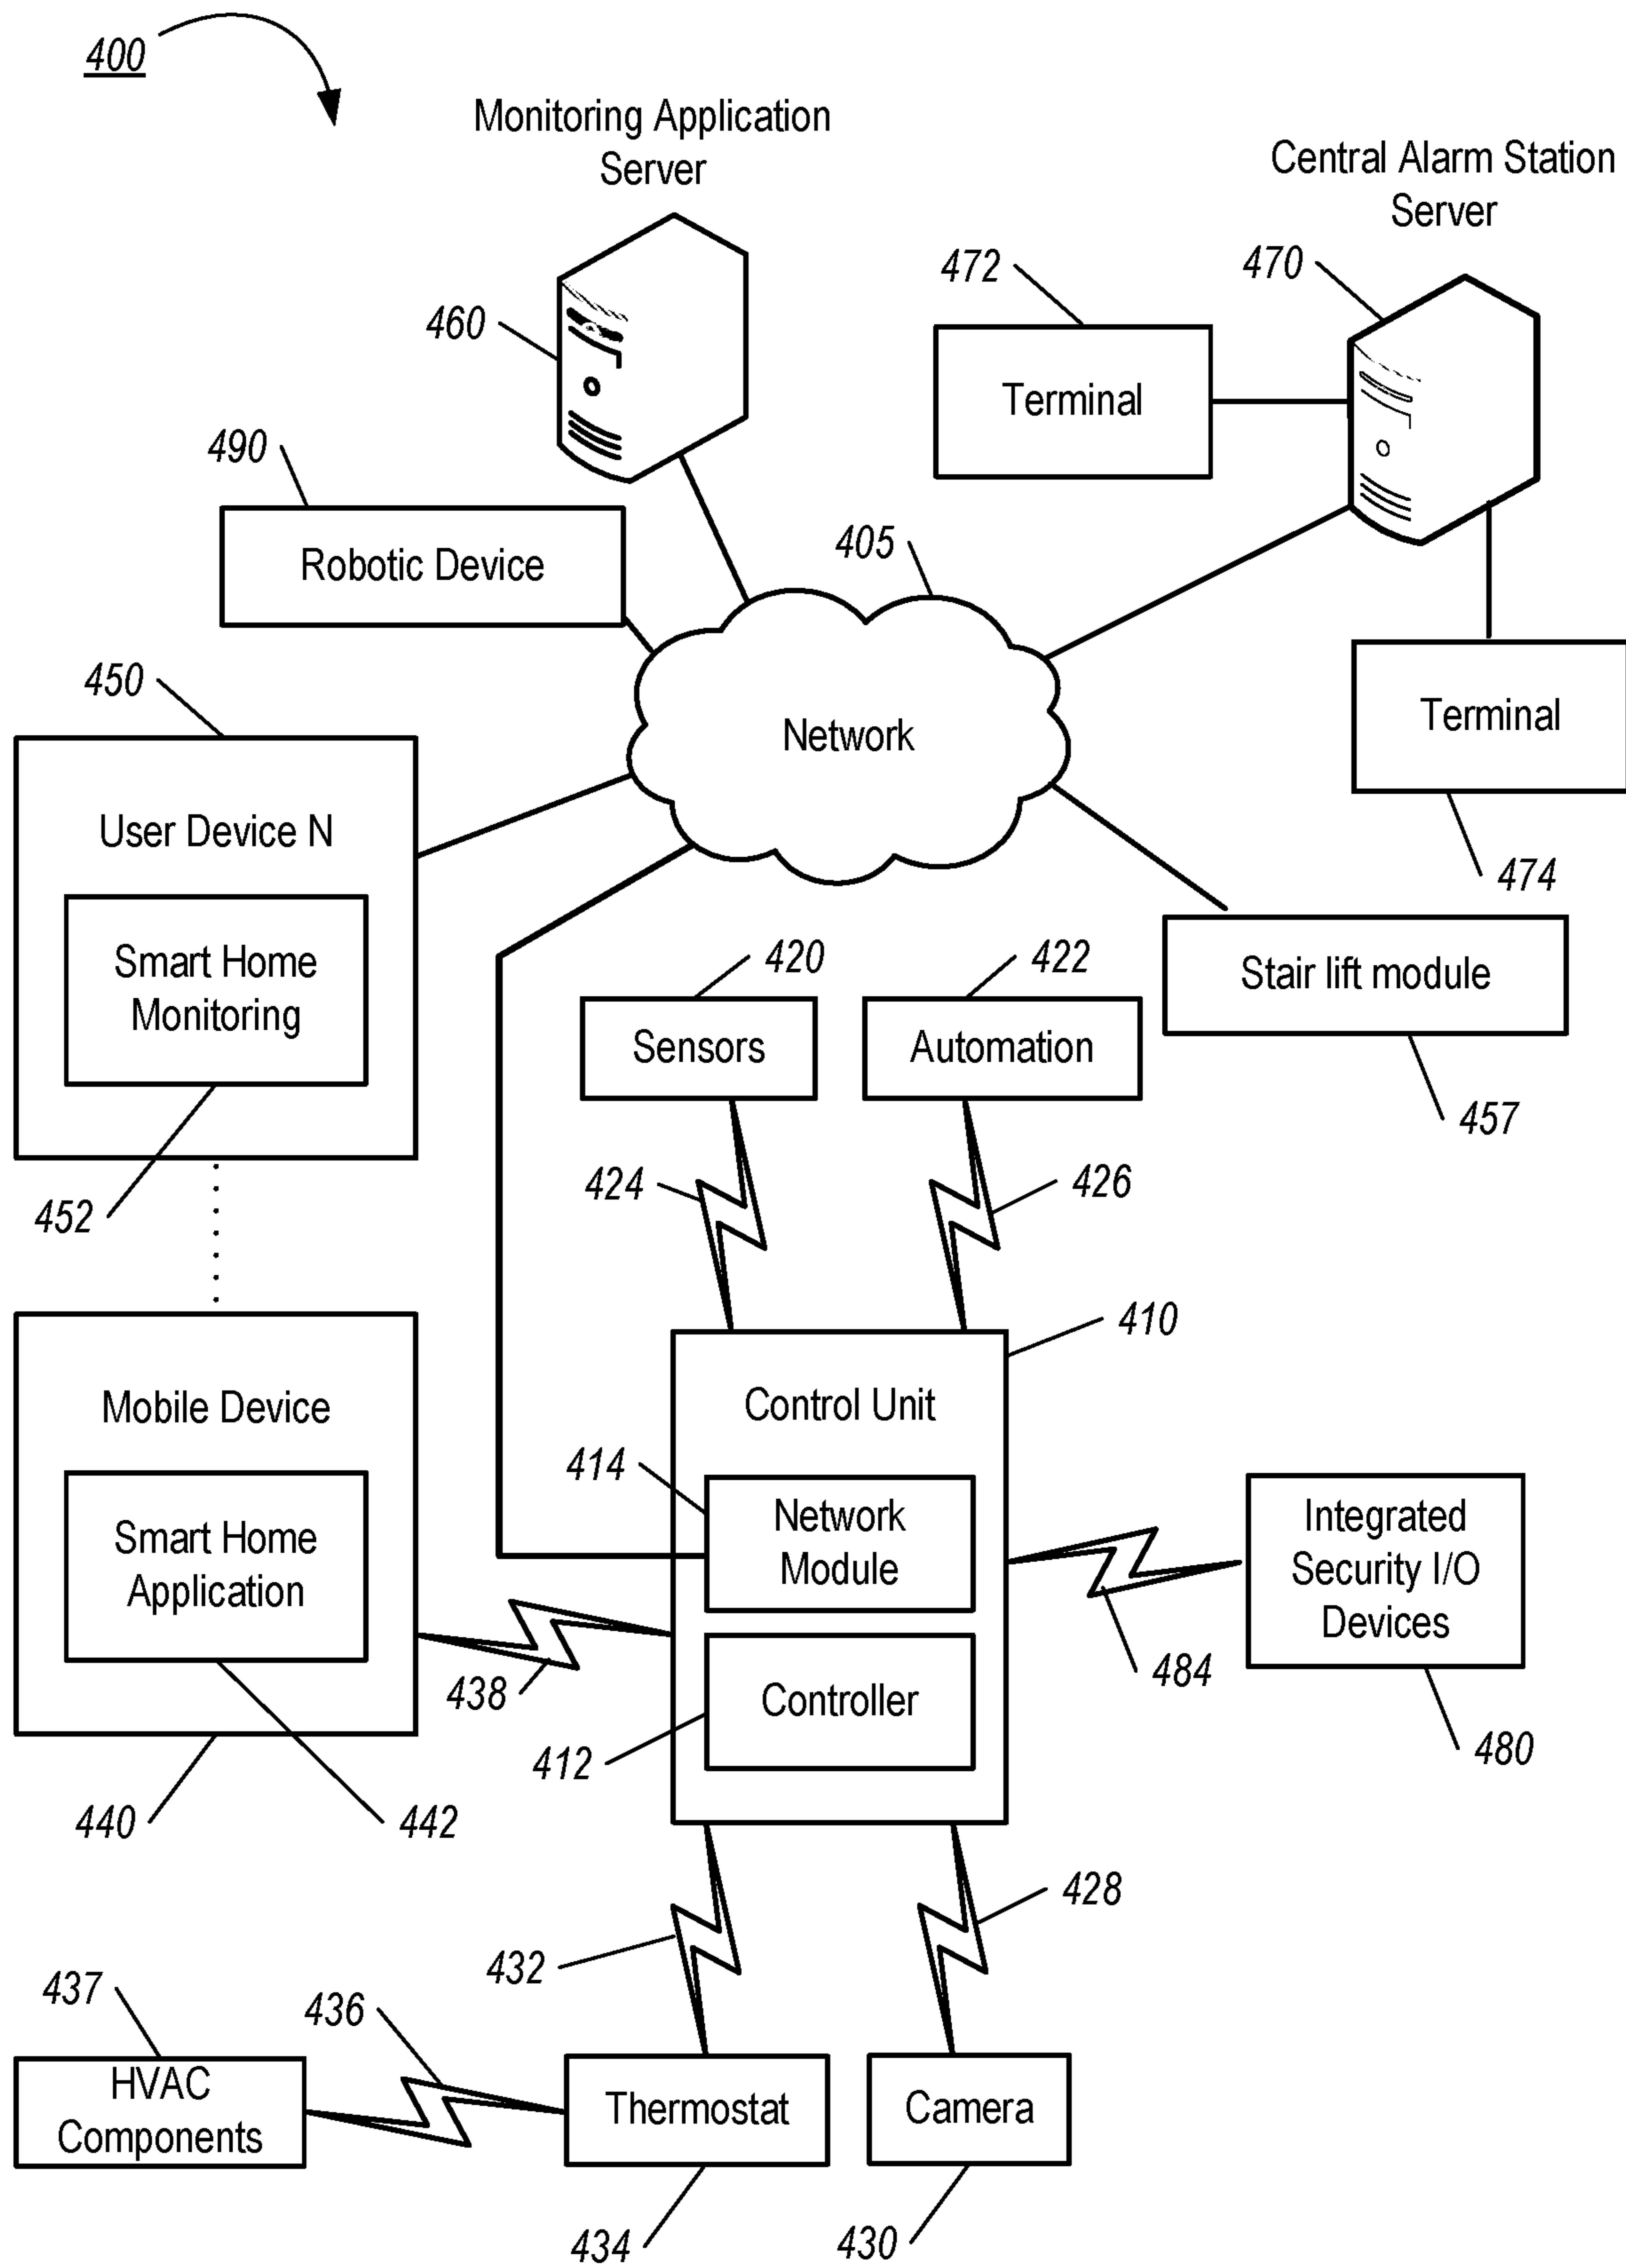 400
Monitoring Application
Server
Central Alarm Station
Server
472
470
460
Terminal
490
Robotic Device
405
450
Network
Terminal
User Device N
474
Smart Home
Monitoring
420
422
Stair lift module
Sensors
Automation
457
424
426
452
410
Mobile Device
Control Unit
414
Network
Module
Integrated
Security I/O
Devices
Smart Home
Application
438
484
Controller
412
480
440
442
428
432
437
436
HVAC
Components
Thermostat
Camera
434
430